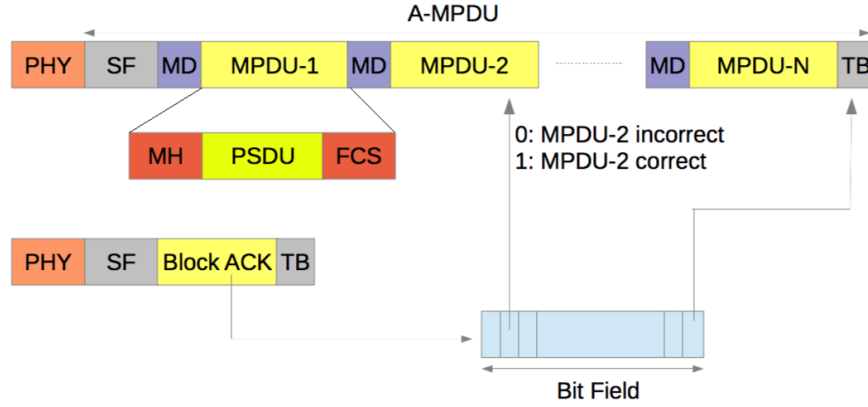 A-MPDU
PHY SF MD MPDU-1 MD MPDU-2 MD MPDU-N TB
0: MPDU-2 incorrect
1: MPDU-2 correct
MH PSDU FCS
PHY SF Block ACK TB
Bit Field